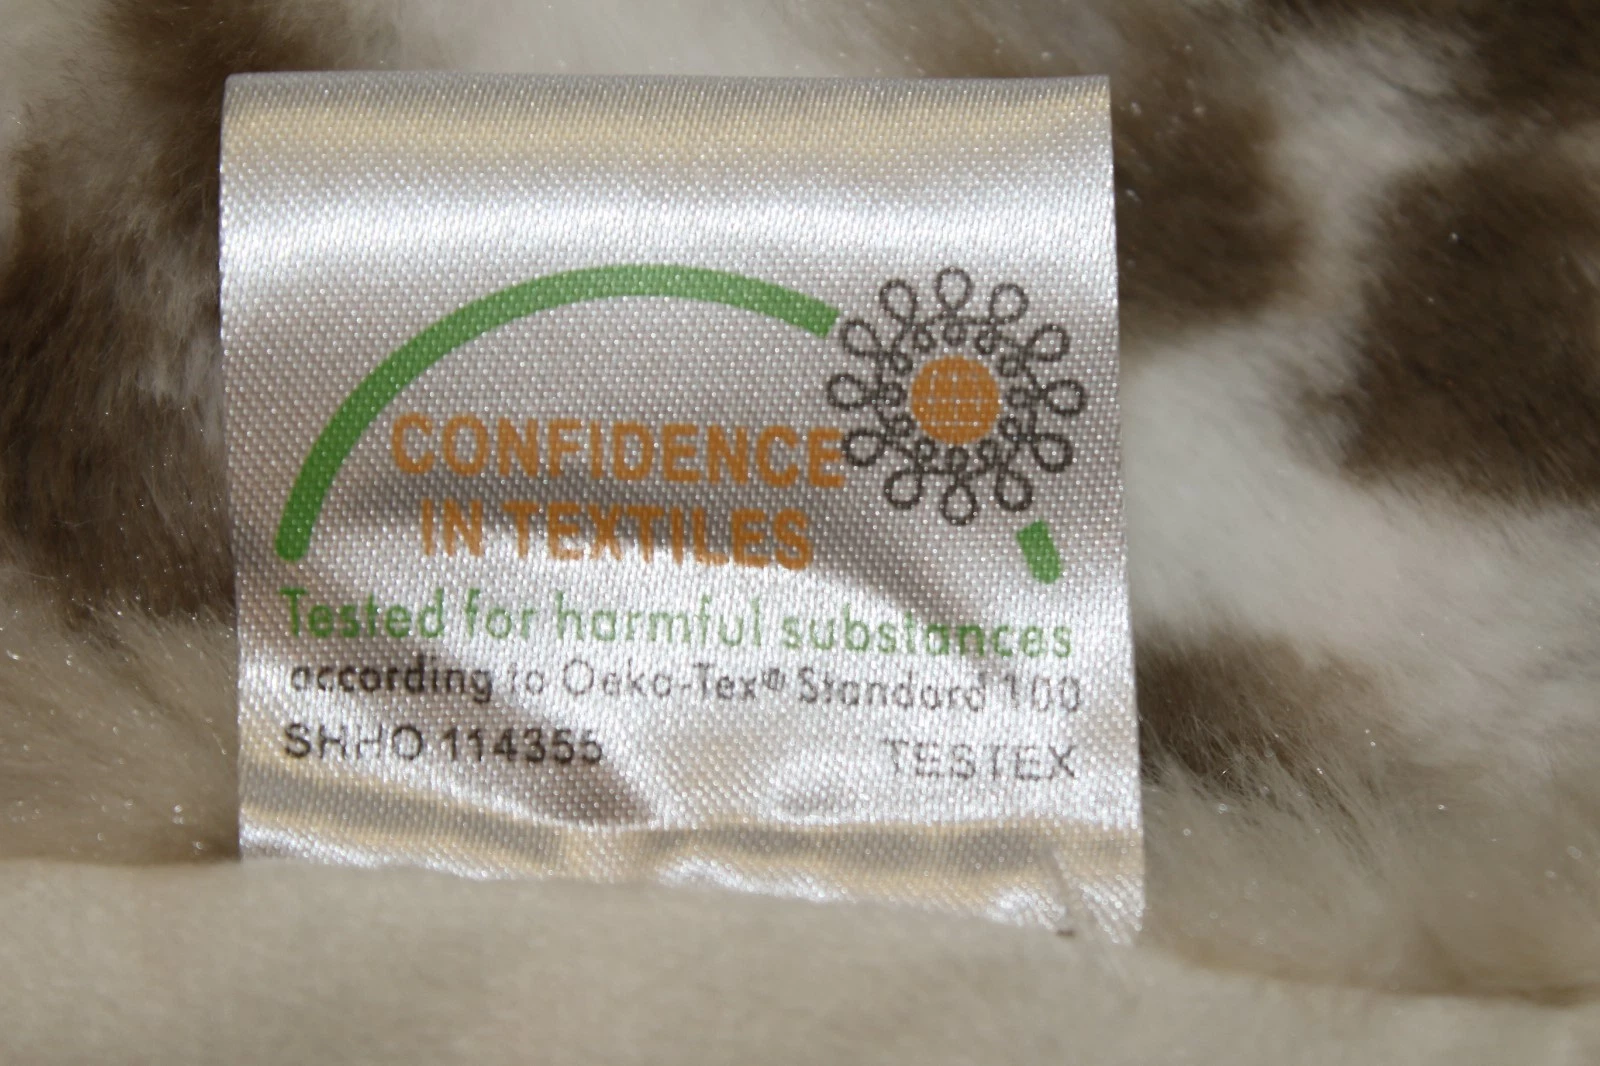 CONFIDENCE
IN TEXTILES
Tested for harmful substances
according to Oeko-Tex® Standard 100
SHHO 114355 TESTEX